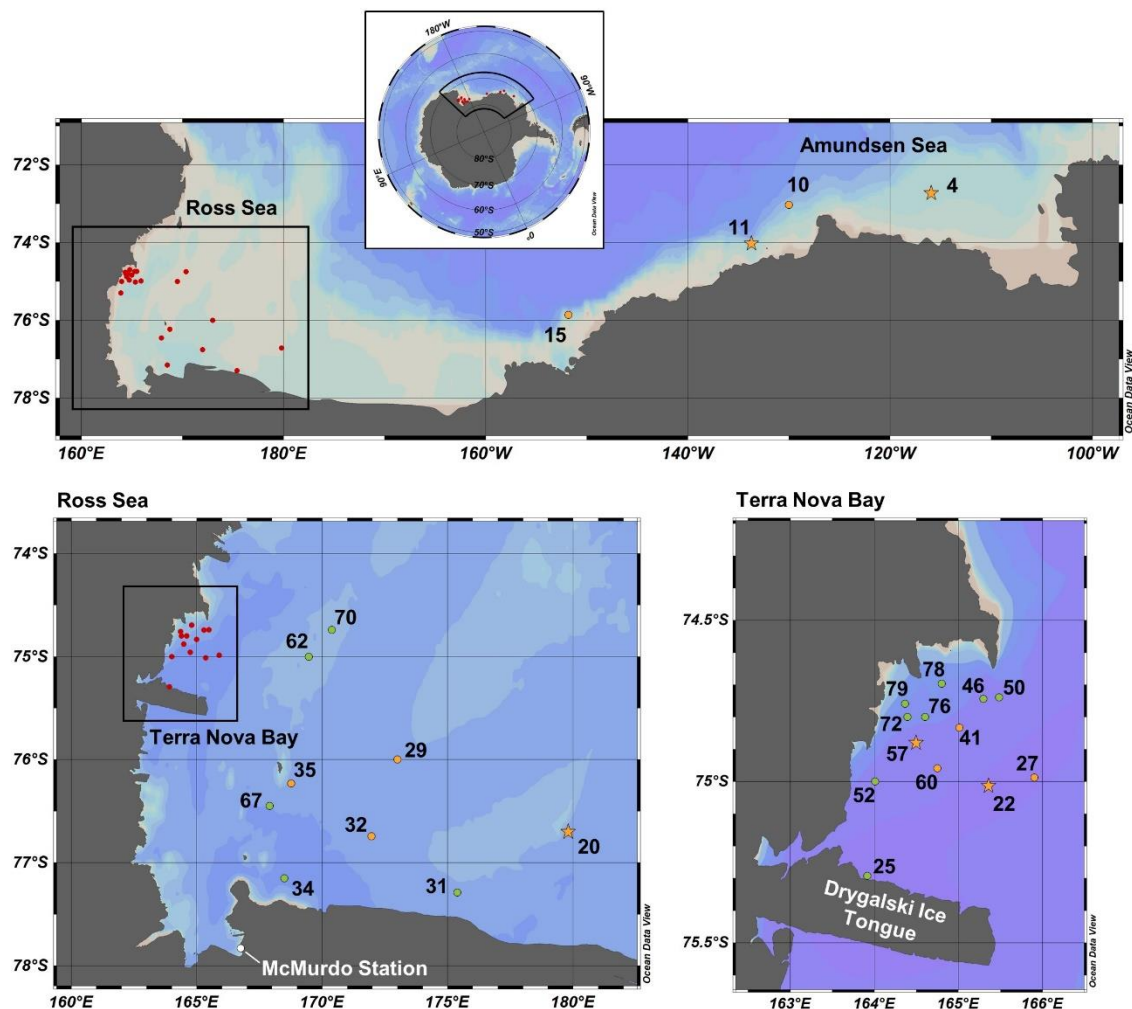 180°W
90°W
80°S
70°S
60°S
50°S
90°E
0°
Ocean Data View
72°S
74°S
76°S
78°S
Ross Sea
Amundsen Sea
10
4
11
15
160°E
180°E
160°W
140°W
120°W
100°W
Ocean Data View
Ross Sea
74°S
75°S
76°S
77°S
78°S
70
62
Terra Nova Bay
29
35
67
32
20
34
31
McMurdo Station
160°E
165°E
170°E
175°E
180°E
Ocean Data View
Terra Nova Bay
74.5°S
75°S
75.5°S
78
46
50
79
76
72
41
57
27
60
52
22
25
Drygalski Ice
Tongue
163°E
164°E
165°E
166°E
Ocean Data View